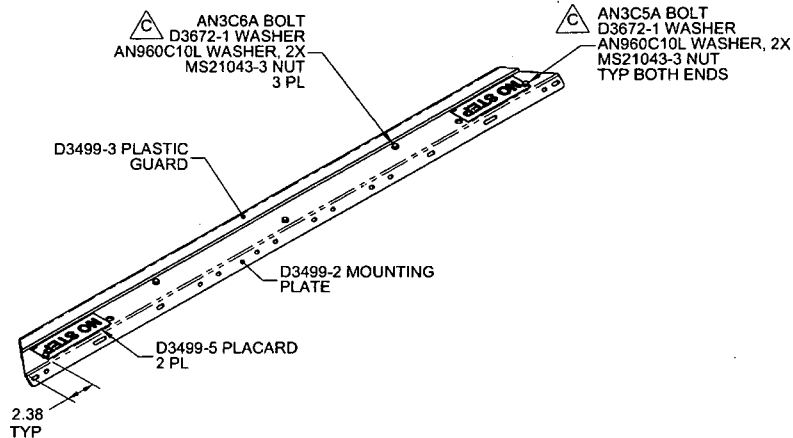 C
AN3C6A BOLT
D3672-1 WASHER
AN960C10L WASHER, 2X
MS21043-3 NUT
3 PL
C
AN3C5A BOLT
D3672-1 WASHER
AN960C10L WASHER, 2X
MS21043-3 NUT
TYP BOTH ENDS
NO STEP
D3499-3 PLASTIC
GUARD
D3499-2 MOUNTING
PLATE
NO STEP
D3499-5 PLACARD
2 PL
2.38
TYP